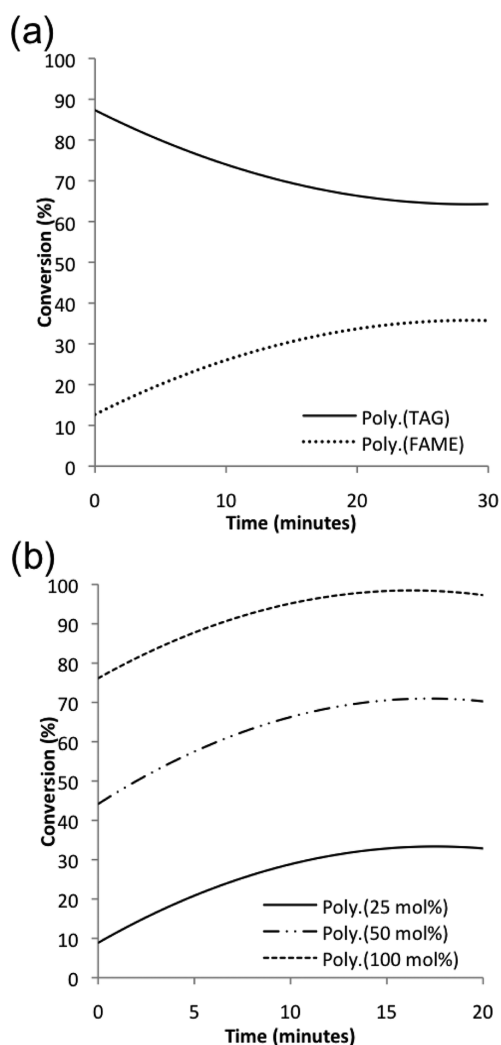 (a)
100
90
80
70
60
50
40
30
20
10
0
Conversion (%)
Poly.(TAG)
Poly.(FAME)
0 10 20 30
Time (minutes)
(b)
100
90
80
70
60
50
40
30
20
10
0
Conversion (%)
Poly.(25 mol%)
Poly.(50 mol%)
Poly.(100 mol%)
0 5 10 15 20
Time (minutes)